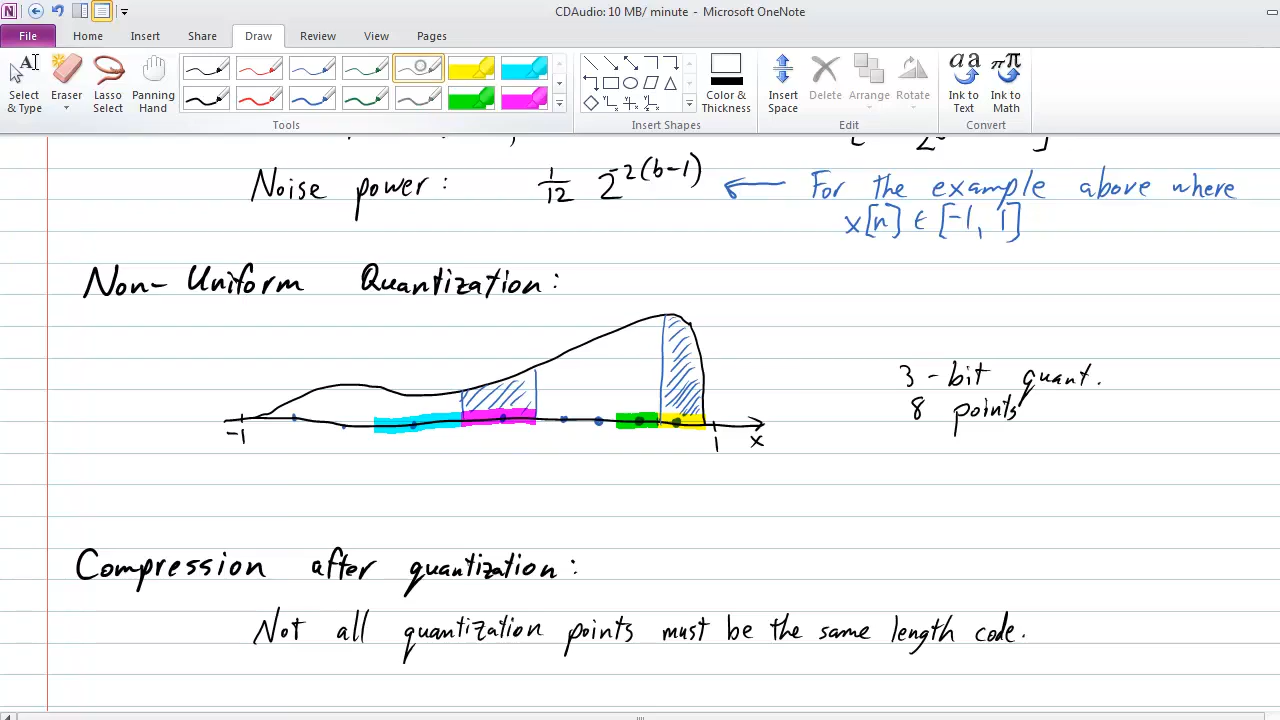 CDAudio: 10 MB/ minute - Microsoft OneNote
File Home Insert Share Draw Review View Pages
Select & Type
Eraser
Lasso Select
Panning Hand
Color & Thickness
Insert Space
Delete
Arrange
Rotate
Ink to Text
Ink to Math
Tools Insert Shapes Edit Convert
Noise power: 1/12 2^-2(b-1) ← For the example above where
x[n] ∈ [-1, 1]
Non-Uniform Quantization:
3-bit quant.
8 points
-1 1 x
Compression after quantization:
Not all quantization points must be the same length code.